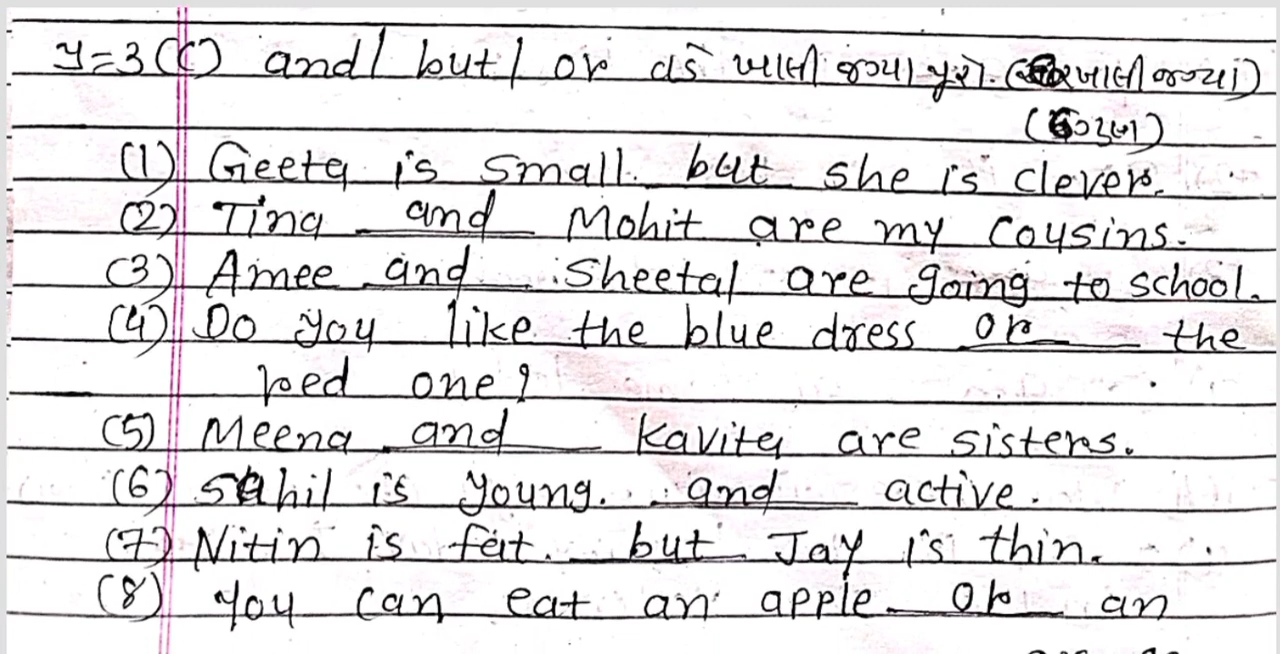 પ્ર=3 (C) and / but / or વડે ખાલી જગ્યા પુરો. (ખાલી જગ્યાં)
(1) Geeta is small. but she is clever.
(2) Tina and Mohit are my cousins.
(3) Amee and Sheetal are going to school.
(4) Do you like the blue dress or the
red one?
(5) Meena and Kavita are sisters.
(6) Sahil is young. and active.
(7) Nitin is fat. but Jay is thin.
(8) You can eat an apple or an